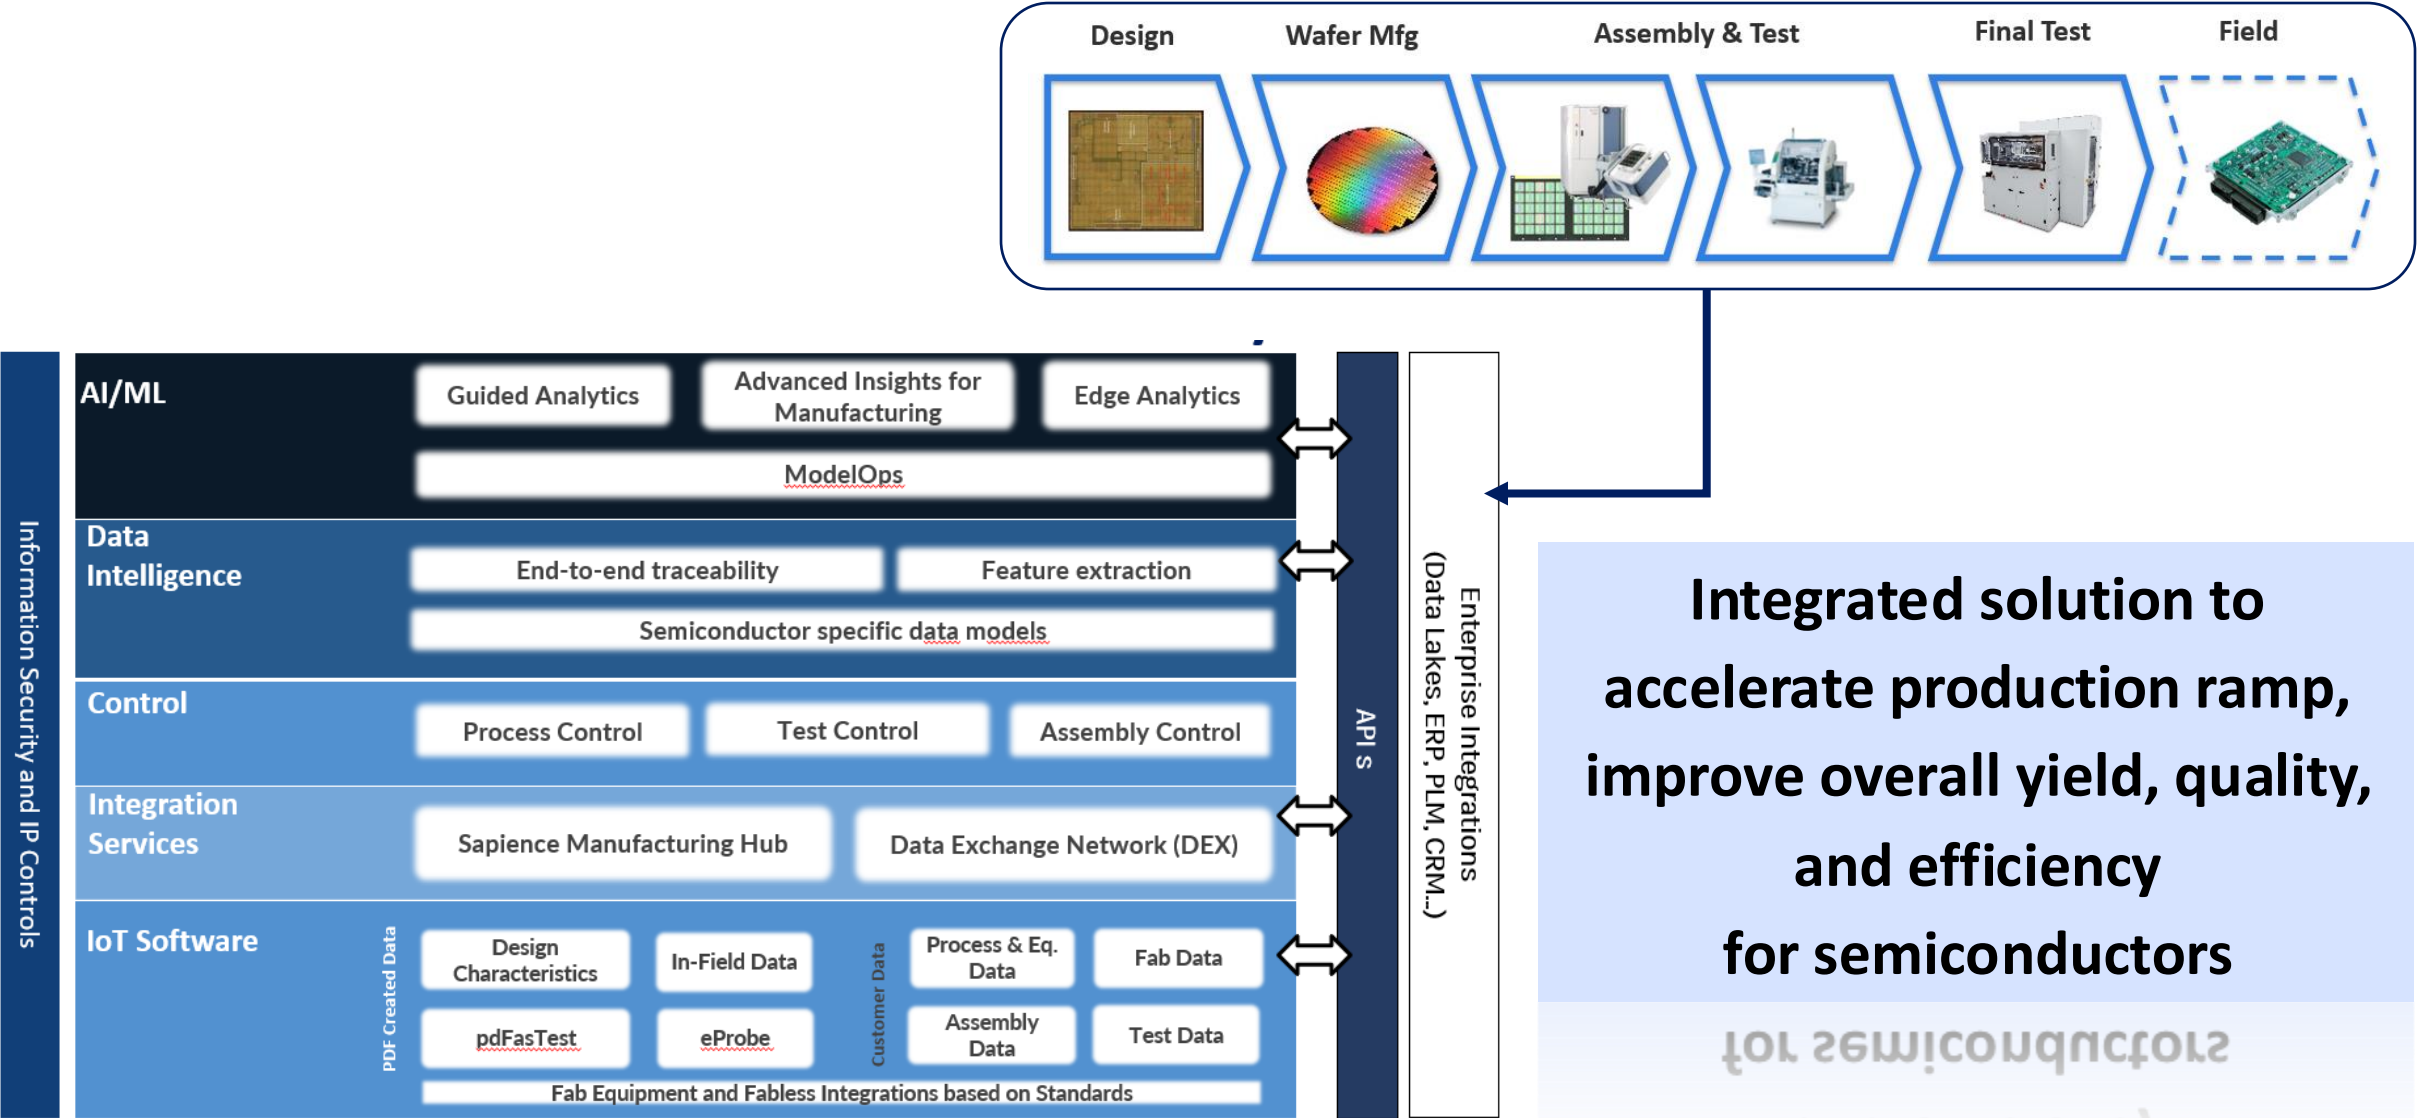 Design
Wafer Mfg
Assembly & Test
Final Test
Field
Information Security and IP Controls
AI/ML
Guided Analytics
Advanced Insights for
Manufacturing
Edge Analytics
ModelOps
Data
Intelligence
End-to-end traceability
Feature extraction
Semiconductor specific data models
Control
Process Control
Test Control
Assembly Control
Integration
Services
Sapience Manufacturing Hub
Data Exchange Network (DEX)
IoT Software
PDF Created Data
Design
Characteristics
In-Field Data
pdFasTest
eProbe
Customer Data
Process & Eq.
Data
Fab Data
Assembly
Data
Test Data
Fab Equipment and Fabless Integrations based on Standards
API s
Enterprise Integrations
(Data Lakes, ERP, PLM,CRM…)
Integrated solution to
accelerate production ramp,
improve overall yield, quality,
and efficiency
for semiconductors